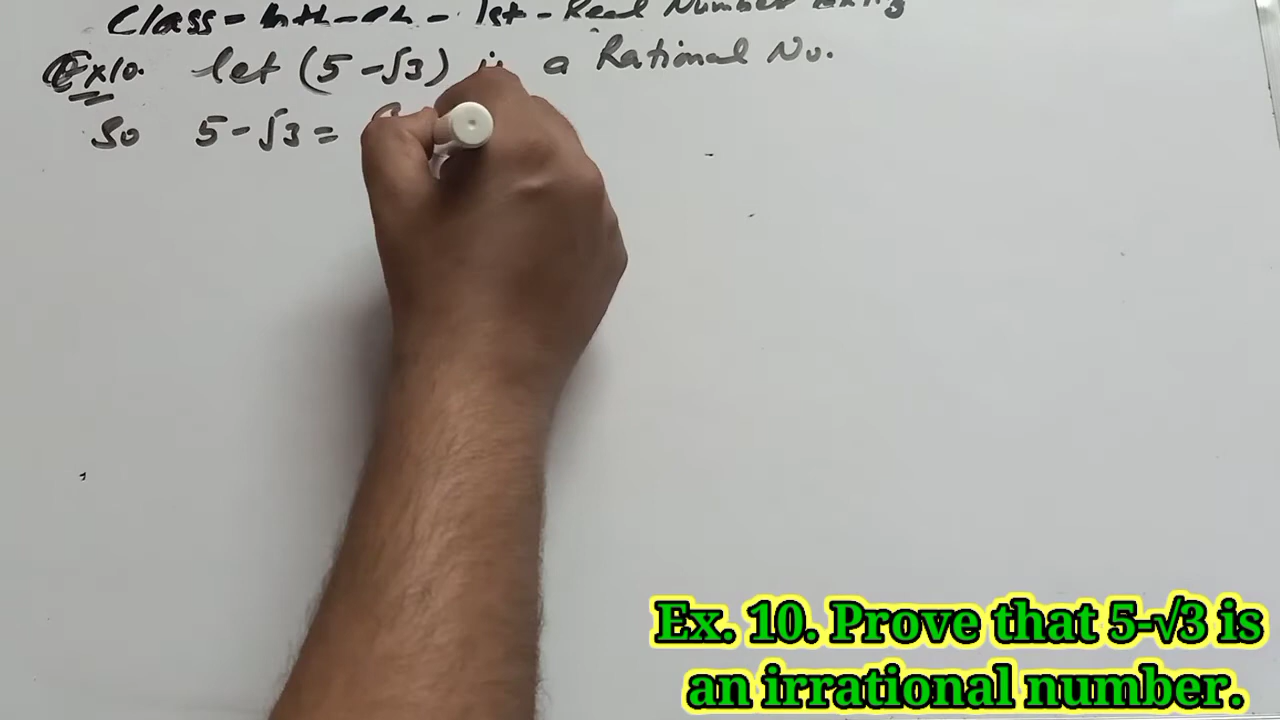 Class - 10th - Ch - 1st - Real Number
Ex10. let (5 - √3) is a Rational No.
So 5 - √3 =
Ex. 10. Prove that 5-√3 is
an irrational number.